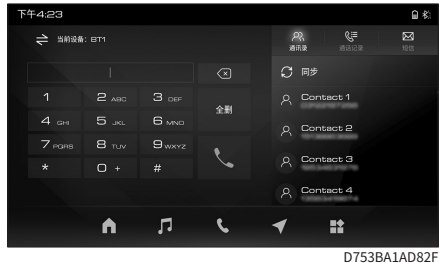 下午4:23
当前设备：BT1
通讯录 通话记录 短信
同步
1 2 ABC 3 DEF
全删
4 GHI 5 JKL 6 MNO
7 PQRS 8 TUV 9 WXYZ
* 0 + #
Contact 1
Contact 2
Contact 3
Contact 4
D753BA1AD82F